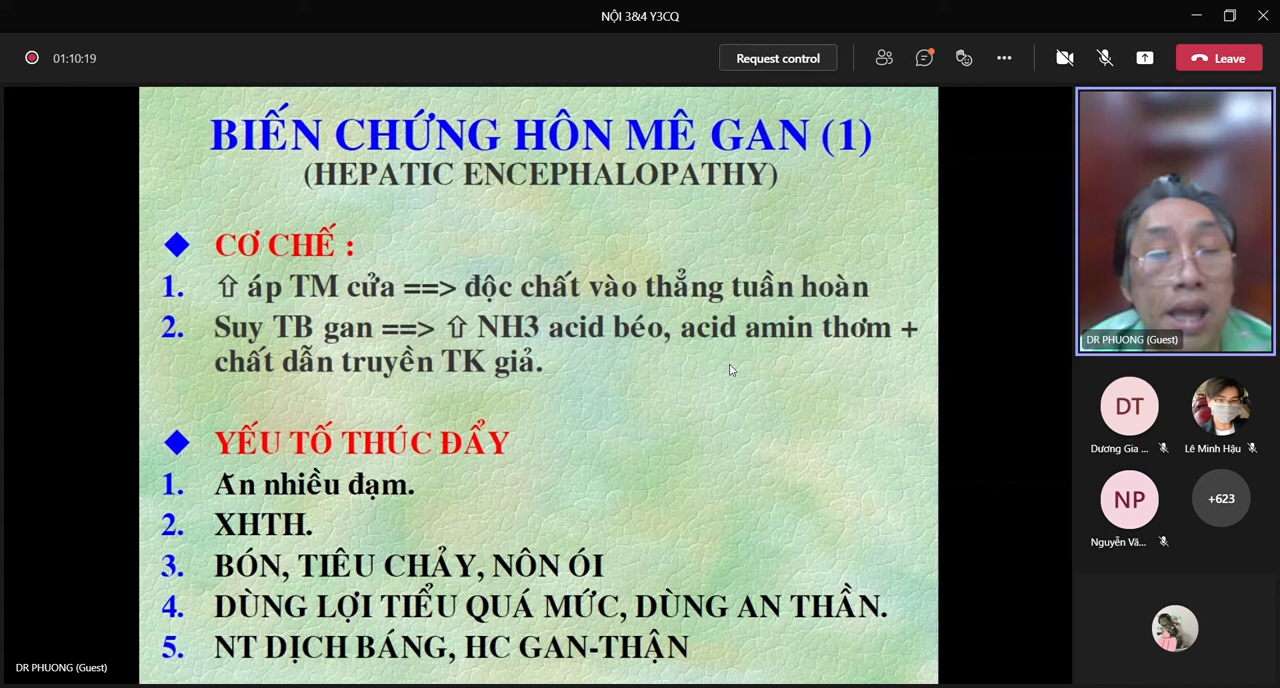 NỘI 3&4 Y3CQ
01:10:19
Request control
Leave
BIẾN CHỨNG HÔN MÊ GAN (1)
(HEPATIC ENCEPHALOPATHY)
CƠ CHẾ :
1. ⇧ áp TM cửa ==> độc chất vào thẳng tuần hoàn
2. Suy TB gan ==> ⇧ NH3 acid béo, acid amin thơm +
chất dẫn truyền TK giả.
YẾU TỐ THÚC ĐẨY
1. Ăn nhiều đạm.
2. XHTH.
3. BÓN, TIÊU CHẢY, NÔN ÓI
4. DÙNG LỢI TIỂU QUÁ MỨC, DÙNG AN THẦN.
5. NT DỊCH BÁNG, HC GAN-THẬN
DR PHUONG (Guest)
DR PHUONG (Guest)
DT
Dương Gia ...
Lê Minh Hậu
NP
Nguyễn Vă...
+623